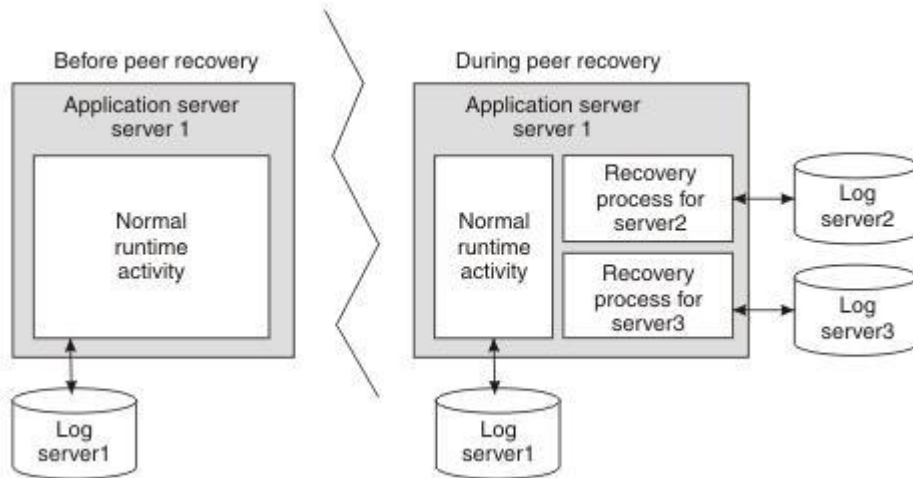 Before peer recovery
Application server
server 1
Normal
runtime
activity
Log
server1
During peer recovery
Application server
server 1
Normal
runtime
activity
Recovery
process for
server2
Recovery
process for
server3
Log
server2
Log
server3
Log
server1